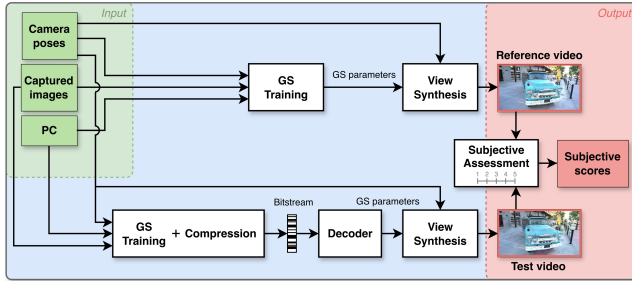 Input
Output
Camera
poses
Captured
images
PC
GS
Training
GS parameters
View
Synthesis
Reference video
Subjective
Assessment
1 2 3 4 5
Subjective
scores
GS
Training + Compression
Bitstream
Decoder
GS parameters
View
Synthesis
Test video